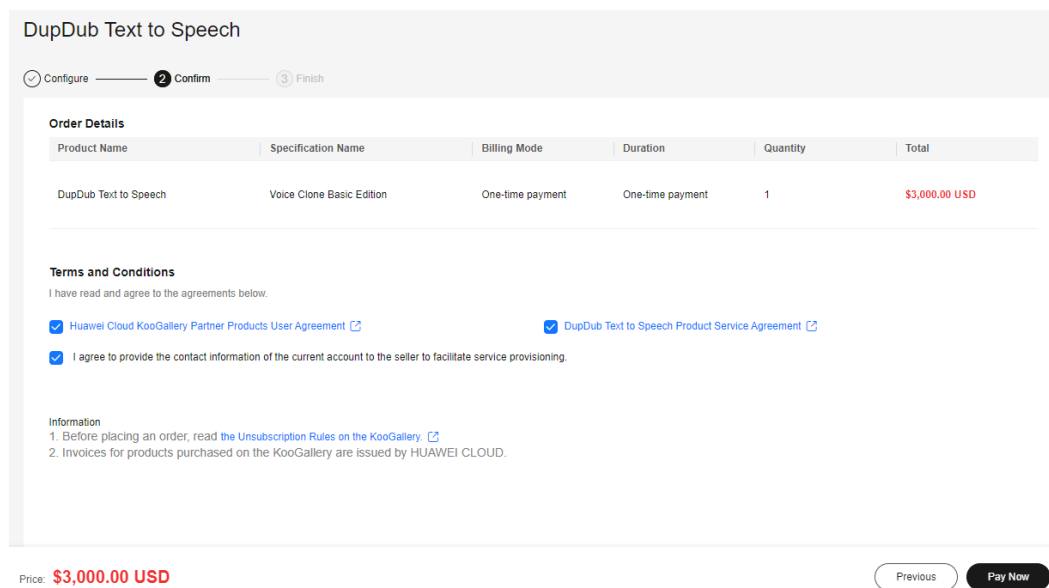 DupDub Text to Speech
Configure 2 Confirm 3 Finish
Order Details
Product Name Specification Name Billing Mode Duration Quantity Total
DupDub Text to Speech Voice Clone Basic Edition One-time payment One-time payment 1 $3,000.00 USD
Terms and Conditions
I have read and agree to the agreements below.
Huawei Cloud KooGallery Partner Products User Agreement DupDub Text to Speech Product Service Agreement
I agree to provide the contact information of the current account to the seller to facilitate service provisioning.
Information
1. Before placing an order, read the Unsubscription Rules on the KooGallery.
2. Invoices for products purchased on the KooGallery are issued by HUAWEI CLOUD.
Price: $3,000.00 USD Previous Pay Now